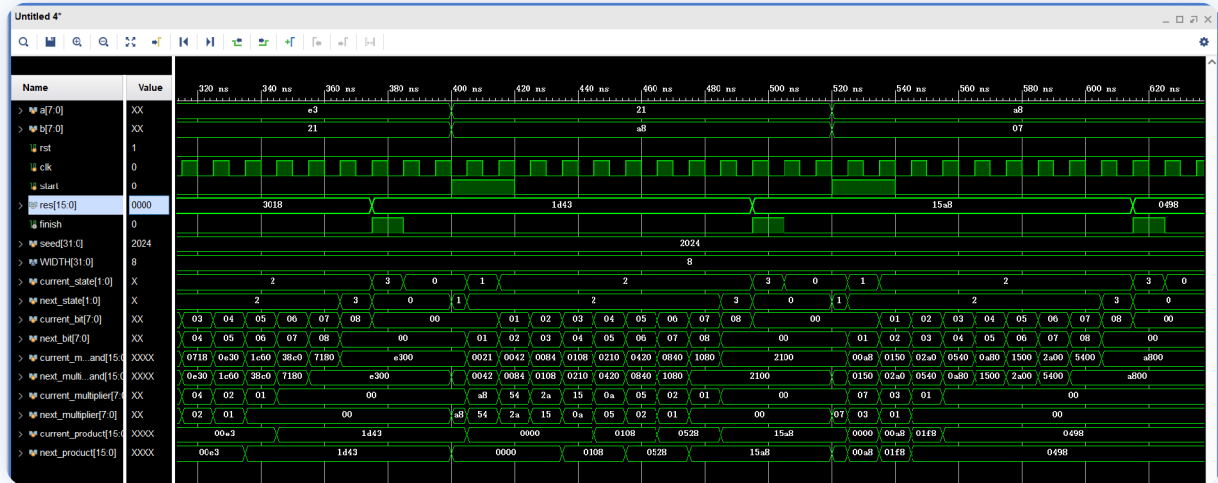 Untitled 4*
Name Value 320 ns 340 ns 360 ns 380 ns 400 ns 420 ns 440 ns 460 ns 480 ns 500 ns 520 ns 540 ns 560 ns 580 ns 600 ns 620 ns
a[7:0] XX e3 21 a8
b[7:0] XX 21 a8 07
rst 1
clk 0
start 0
res[15:0] 0000 3018 1d43 15a8 0498
finish 0
seed[31:0] 2024 2024
WIDTH[31:0] 8 8
current_state[1:0] X 2 3 0 1 2 3 0 1 2 3 0
next_state[1:0] X 2 3 0 1 2 3 0 1 2 3 0
current_bit[7:0] XX 03 04 05 06 07 08 00 01 02 03 04 05 06 07 08 00 01 02 03 04 05 06 07 08 00
next_bit[7:0] XX 04 05 06 07 08 00 01 02 03 04 05 06 07 08 00 01 02 03 04 05 06 07 08 00
current_m...and[15:0 XXXX 0718 0e30 1c60 38c0 7180 e300 0021 0042 0084 0108 0210 0420 0840 1080 2100 00a8 0150 02a0 0540 0a80 1500 2a00 5400 a800
next_multi...and[15:0 XXXX 0e30 1c60 38c0 7180 e300 0042 0084 0108 0210 0420 0840 1080 2100 0150 02a0 0540 0a80 1500 2a00 5400 a800
current_multiplier[7:0 XX 04 02 01 00 a8 54 2a 15 0a 05 02 01 00 07 03 01 00
next_multiplier[7:0] XX 02 01 00 a8 54 2a 15 0a 05 02 01 00 07 03 01 00
current_product[15:0 XXXX 00e3 1d43 0000 0108 0528 15a8 0000 00a8 01f8 0498
next_product[15:0] XXXX 00e3 1d43 0000 0108 0528 15a8 00a8 01f8 0498